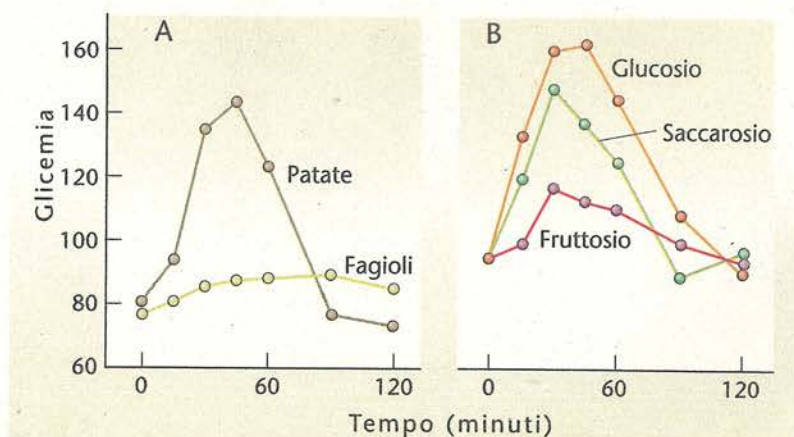 A
B
Glicemia
160
140
120
100
80
60
Patate
Fagioli
Glucosio
Saccarosio
Fruttosio
0
60
120
0
60
120
Tempo (minuti)